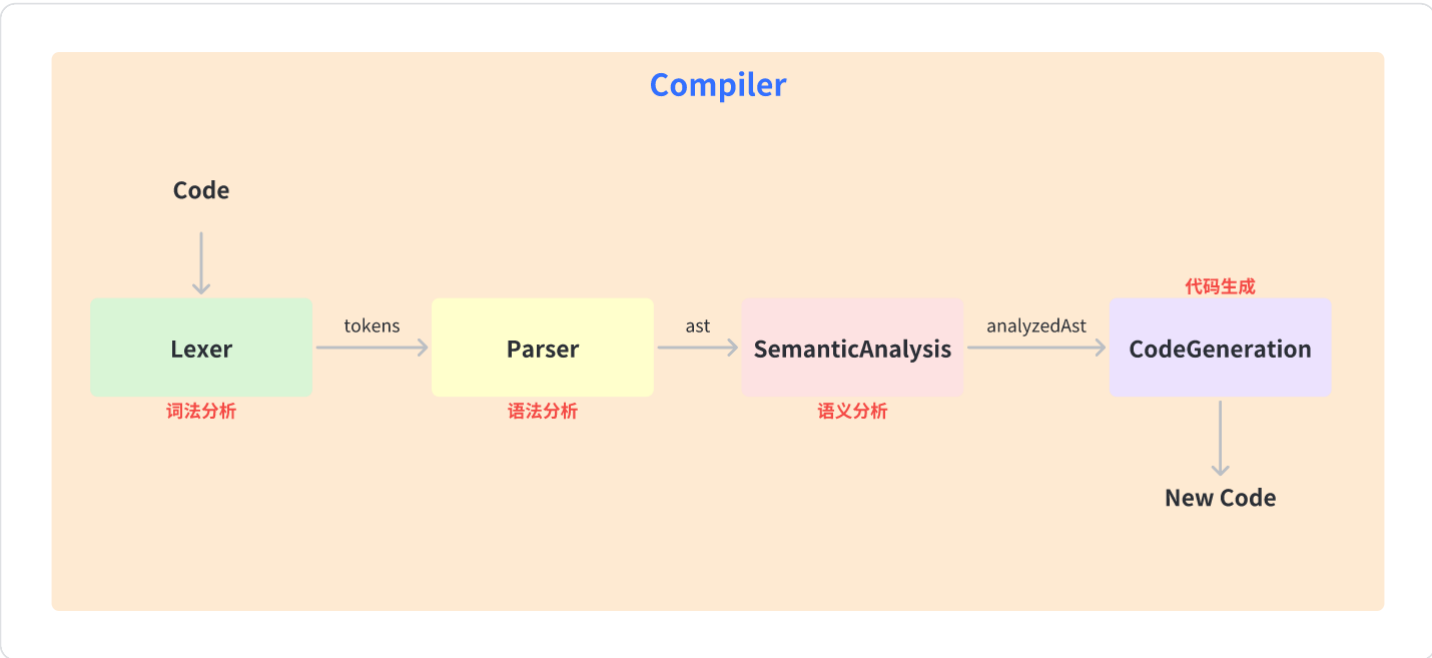 Compiler
Code
Lexer
词法分析
tokens
Parser
语法分析
ast
SemanticAnalysis
语义分析
analyzedAst
代码生成
CodeGeneration
New Code